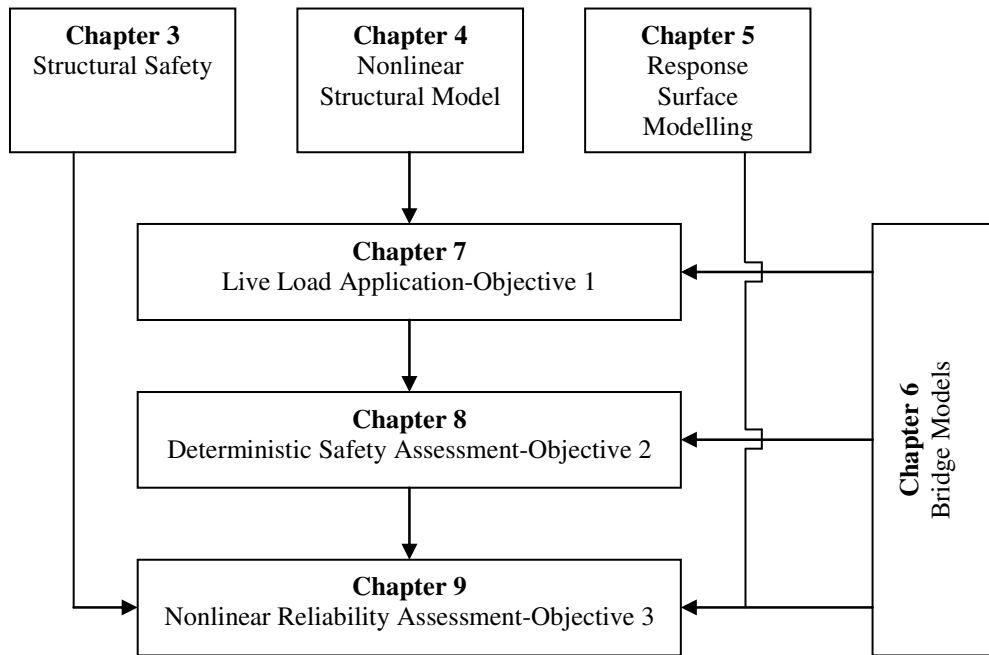 Chapter 3
Structural Safety
Chapter 4
Nonlinear
Structural Model
Chapter 5
Response
Surface
Modelling
Chapter 7
Live Load Application-Objective 1
Chapter 8
Deterministic Safety Assessment-Objective 2
Chapter 9
Nonlinear Reliability Assessment-Objective 3
Chapter 6
Bridge Models